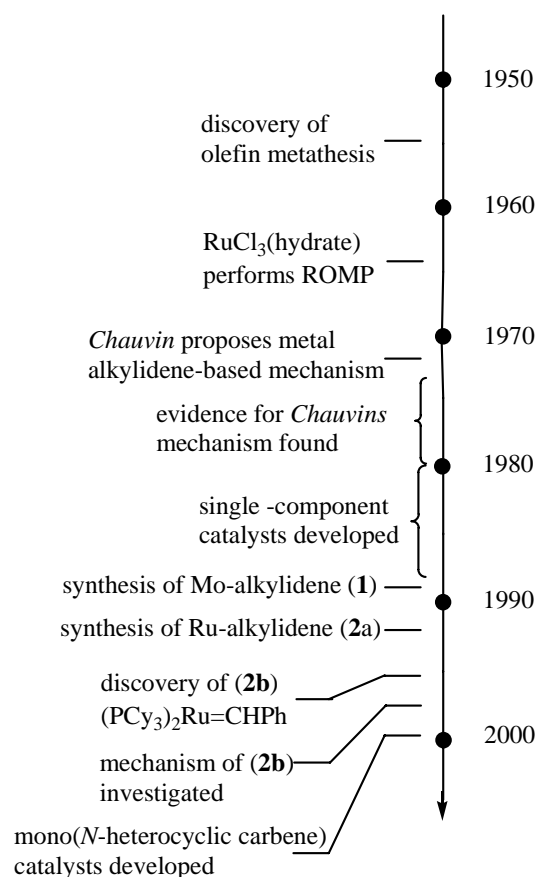 1950
discovery of
olefin metathesis
1960
RuCl3(hydrate)
performs ROMP
1970
Chauvin proposes metal
alkylidene-based mechanism
evidence for Chauvins
mechanism found
1980
single -component
catalysts developed
synthesis of Mo-alkylidene (1)
1990
synthesis of Ru-alkylidene (2a)
discovery of (2b)
(PCy3)2Ru=CHPh
2000
mechanism of (2b)
investigated
mono(N-heterocyclic carbene)
catalysts developed